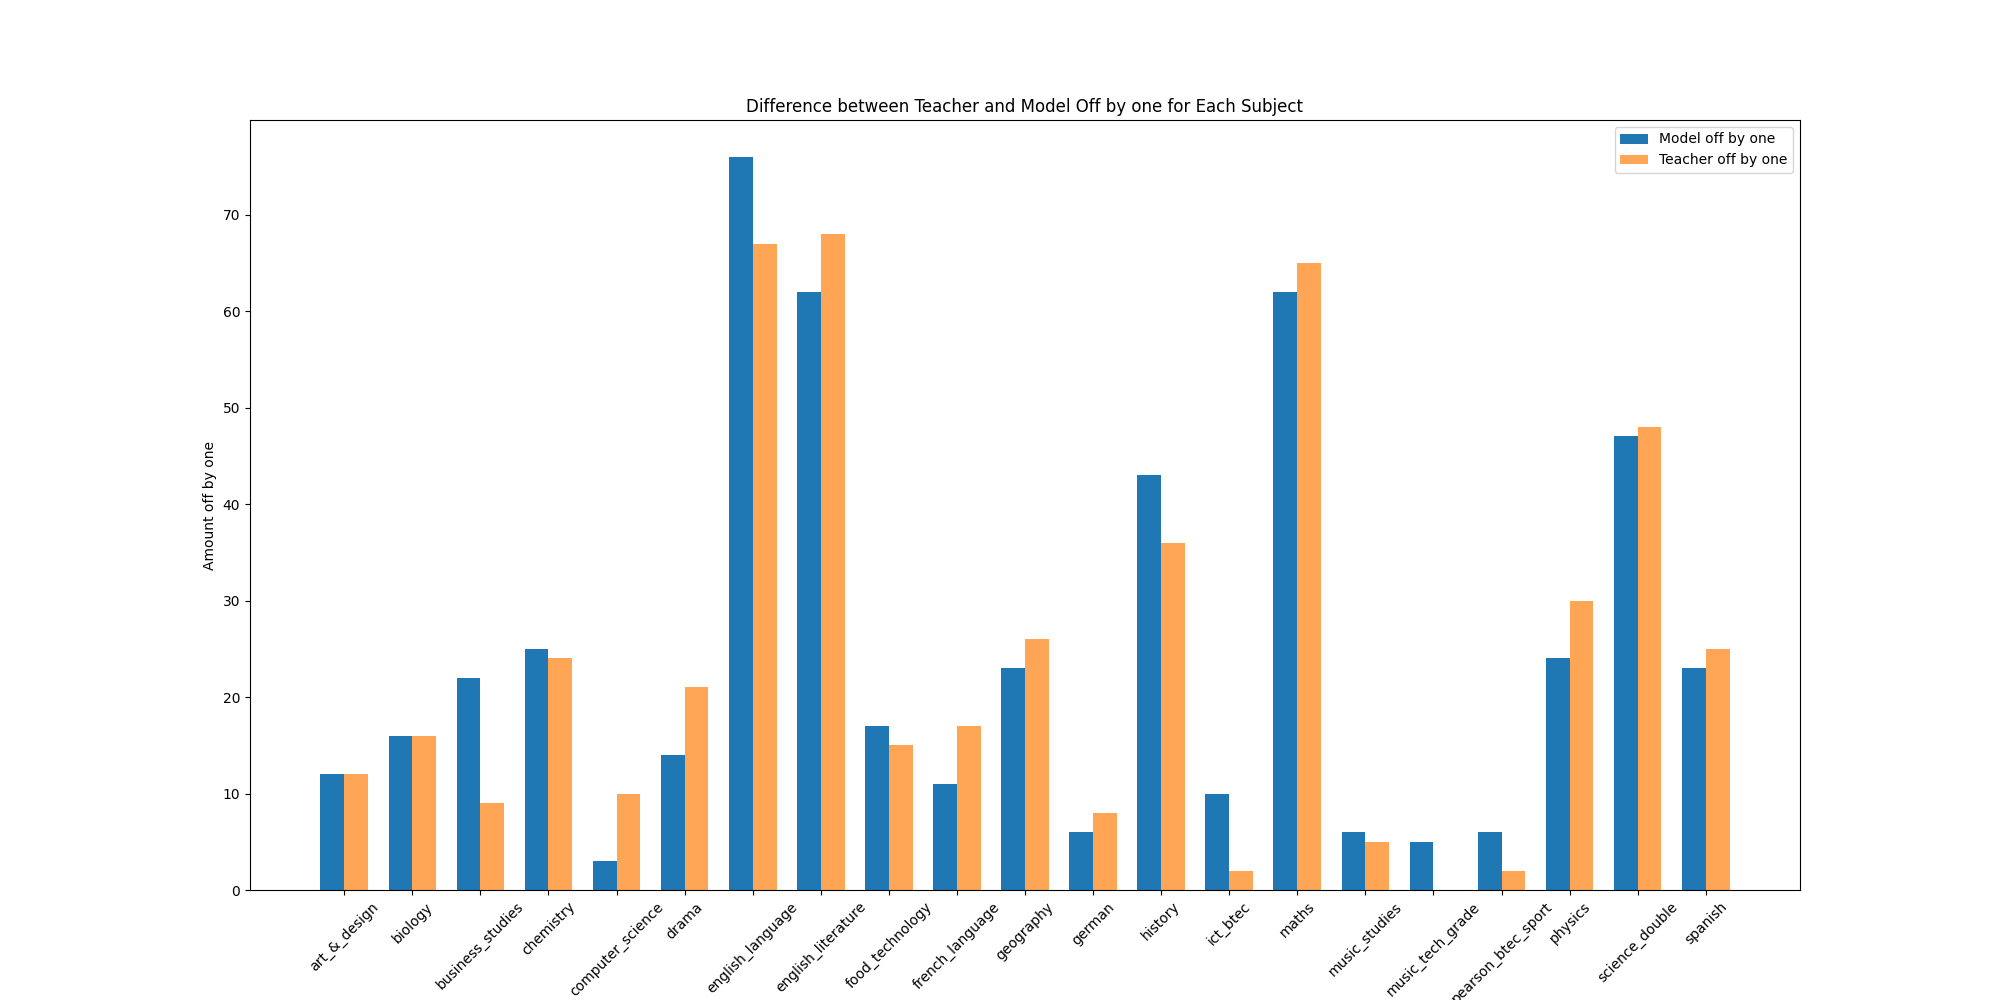 Difference between Teacher and Model Off by one for Each Subject
Model off by one
Teacher off by one
Amount off by one
70
60
50
40
30
20
10
0
art_&_design
biology
business_studies
chemistry
computer_science
drama
english_language
english_literature
food_technology
french_language
geography
german
history
ict_btec
maths
music_studies
music_tech_grade
pearson_btec_sport
physics
science_double
spanish